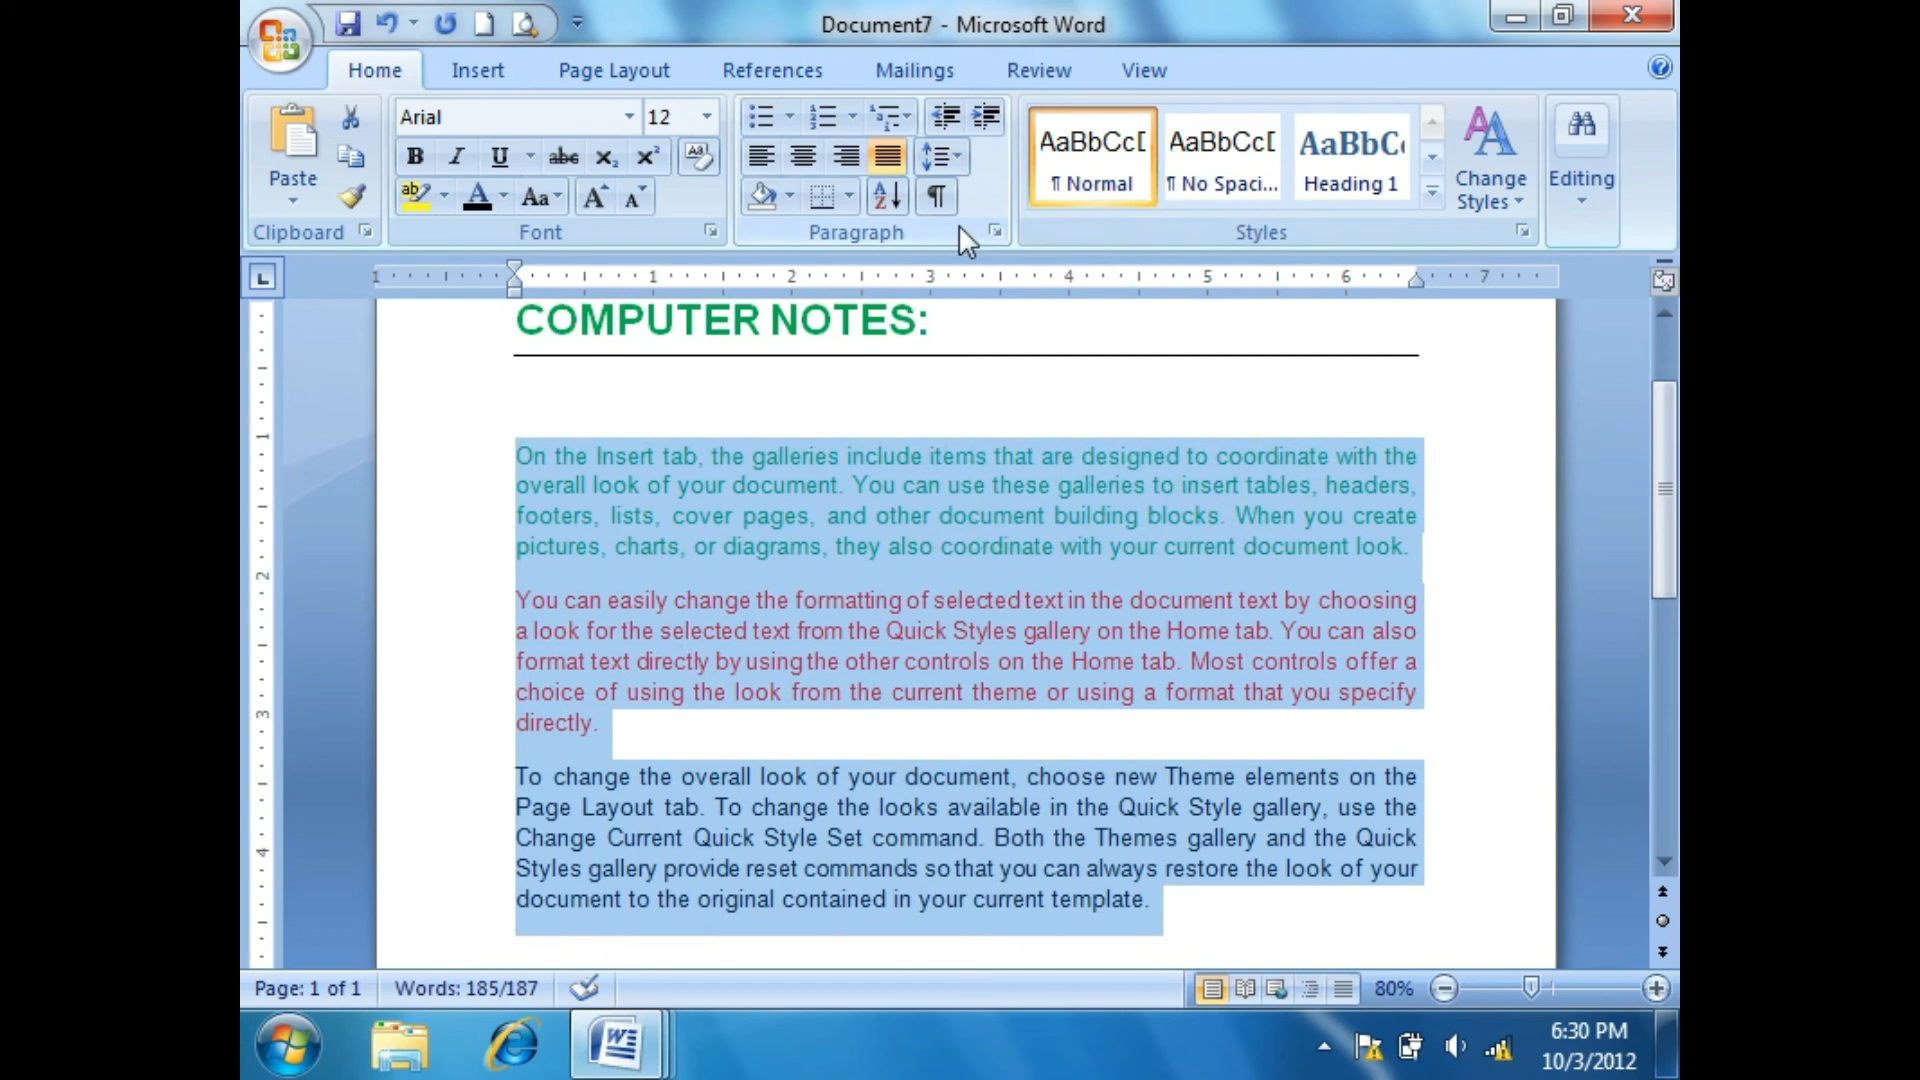 Document7 - Microsoft Word
Home Insert Page Layout References Mailings Review View
Arial 12
AaBbCc AaBbCc AaBbC
Paste
¶ Normal ¶ No Spaci... Heading 1
Change Styles
Editing
Clipboard Font Paragraph Styles
1 1 2 3 4 5 6 7
COMPUTER NOTES:
On the Insert tab, the galleries include items that are designed to coordinate with the
overall look of your document. You can use these galleries to insert tables, headers,
footers, lists, cover pages, and other document building blocks. When you create
pictures, charts, or diagrams, they also coordinate with your current document look.
You can easily change the formatting of selected text in the document text by choosing
a look for the selected text from the Quick Styles gallery on the Home tab. You can also
format text directly by using the other controls on the Home tab. Most controls offer a
choice of using the look from the current theme or using a format that you specify
directly.
To change the overall look of your document, choose new Theme elements on the
Page Layout tab. To change the looks available in the Quick Style gallery, use the
Change Current Quick Style Set command. Both the Themes gallery and the Quick
Styles gallery provide reset commands so that you can always restore the look of your
document to the original contained in your current template.
Page: 1 of 1 Words: 185/187 80%
6:30 PM
10/3/2012